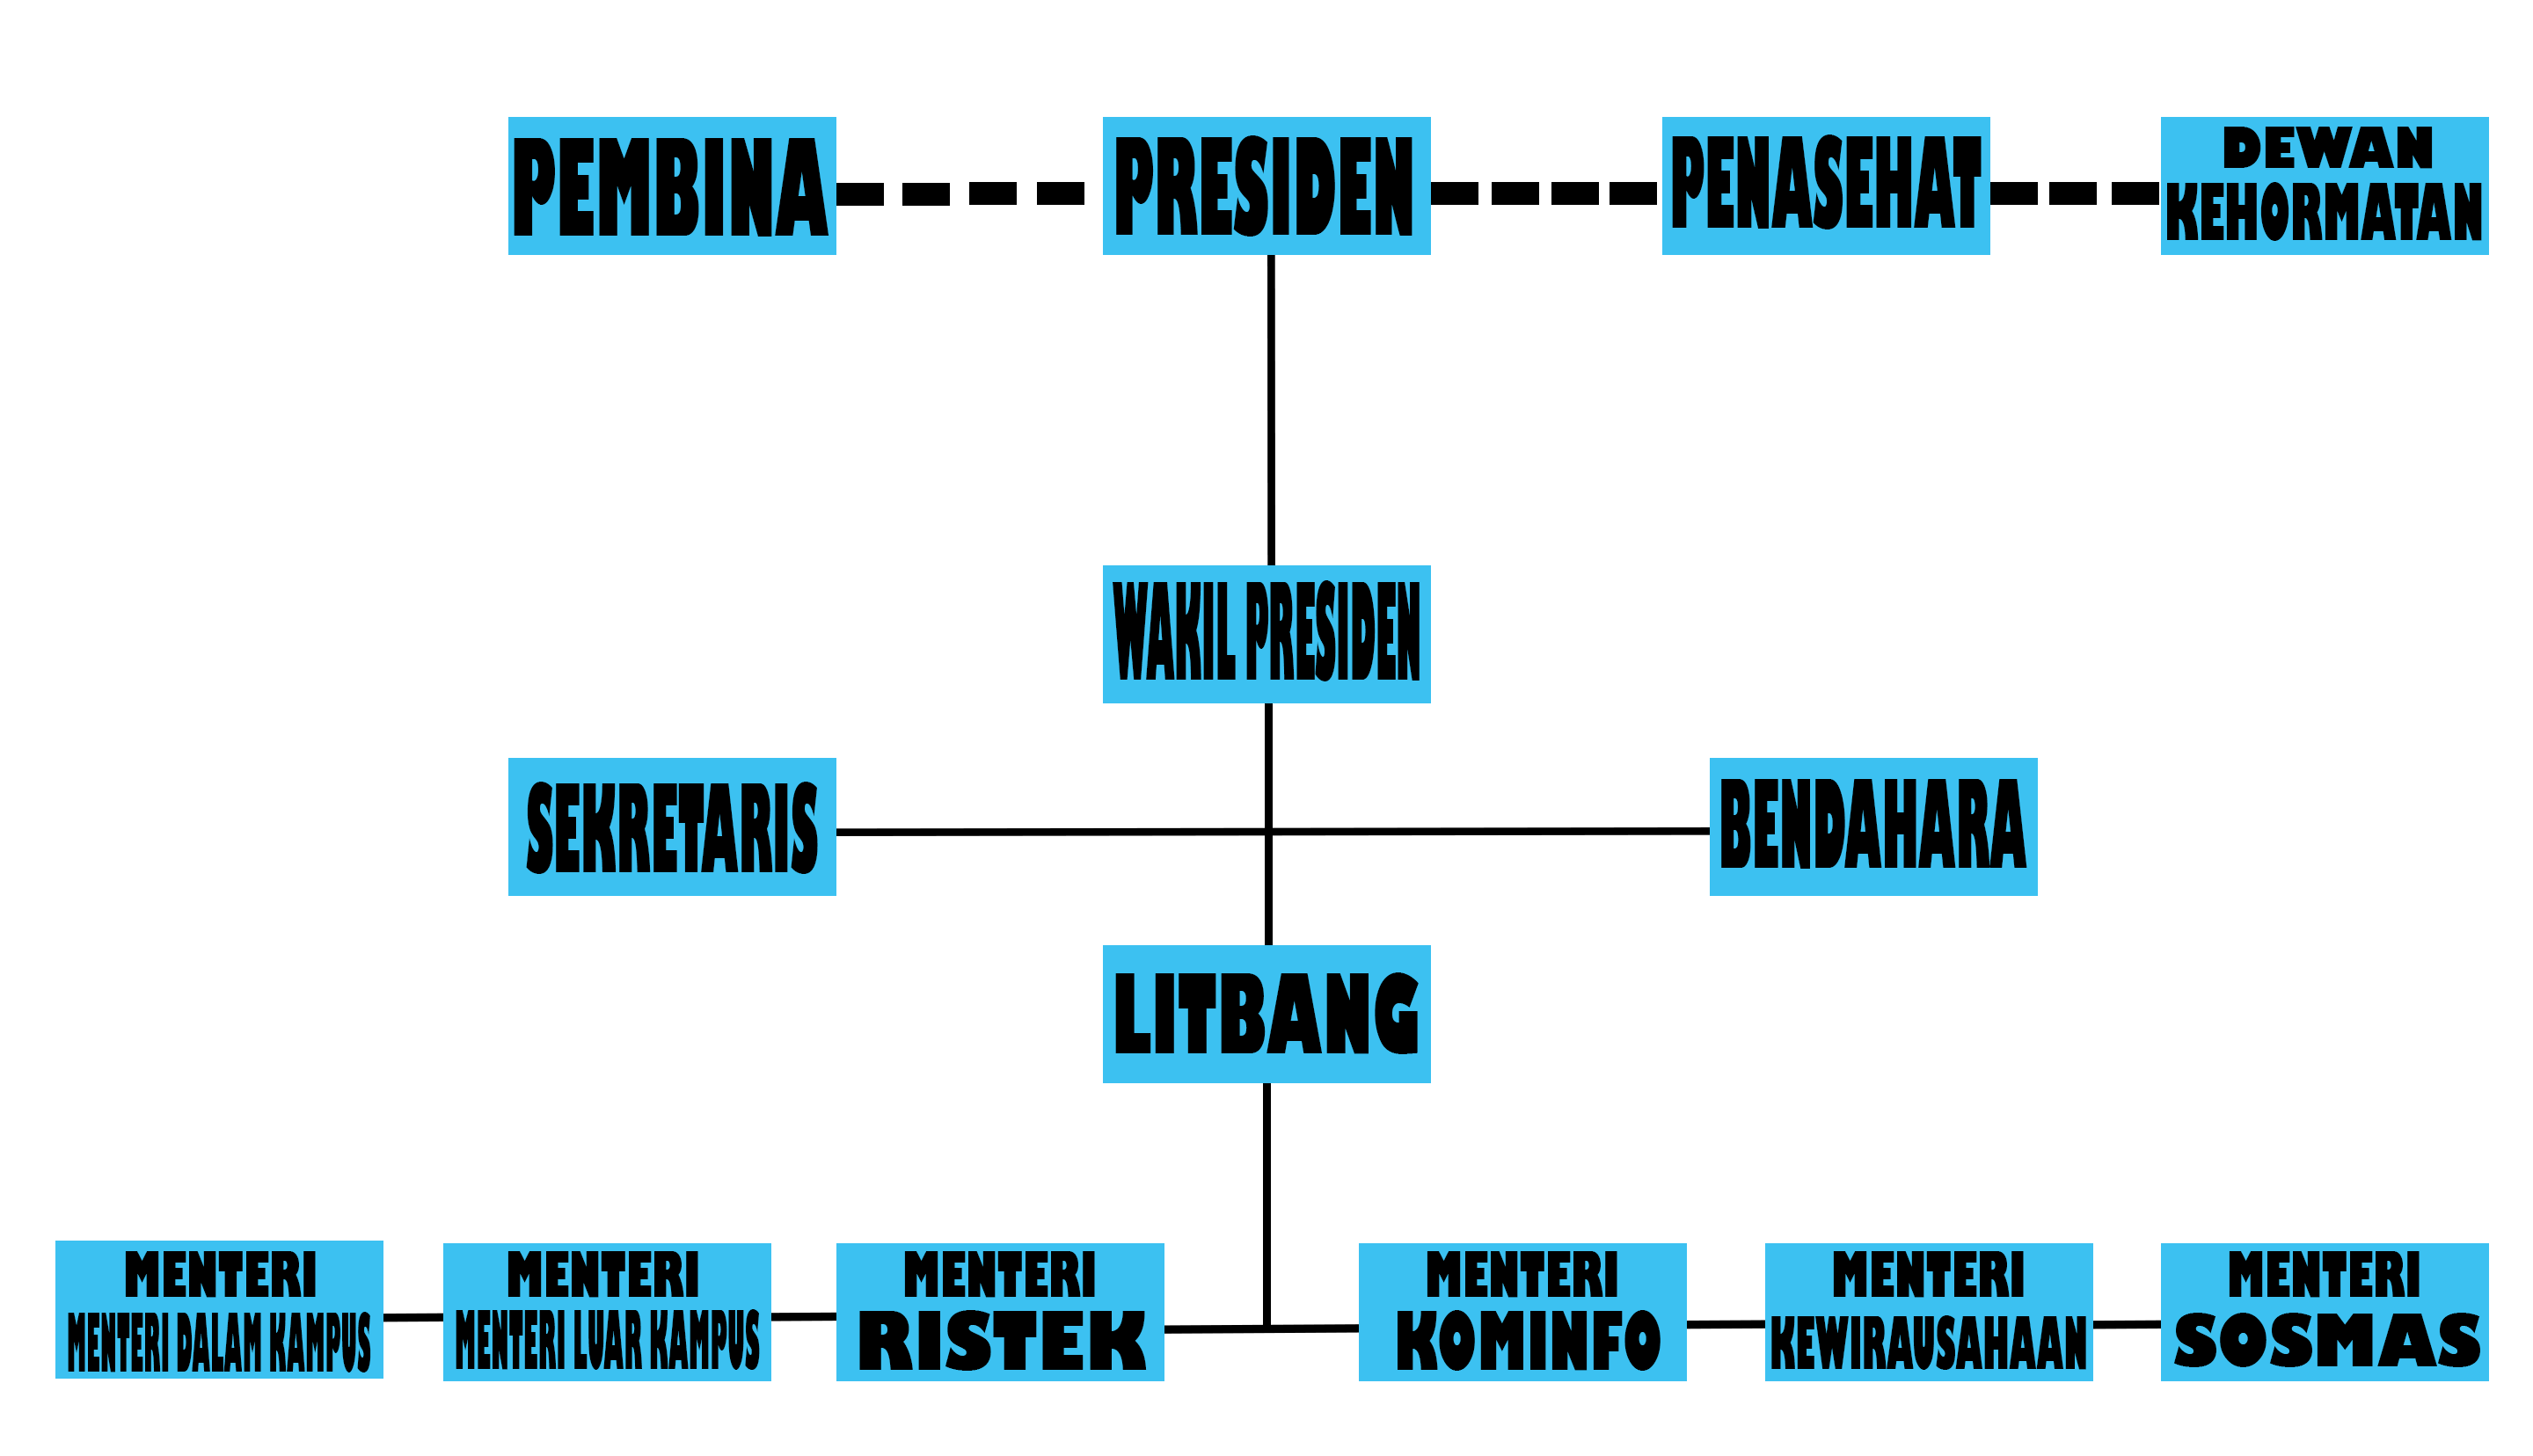 PEMBINA
PRESIDEN
PENASEHAT
DEWAN
KEHORMATAN
WAKIL PRESIDEN
SEKRETARIS
BENDAHARA
LITBANG
MENTERI
MENTERI DALAM KAMPUS
MENTERI
MENTERI LUAR KAMPUS
MENTERI
RISTEK
MENTERI
KOMINFO
MENTERI
KEWIRAUSAHAAN
MENTERI
SOSMAS